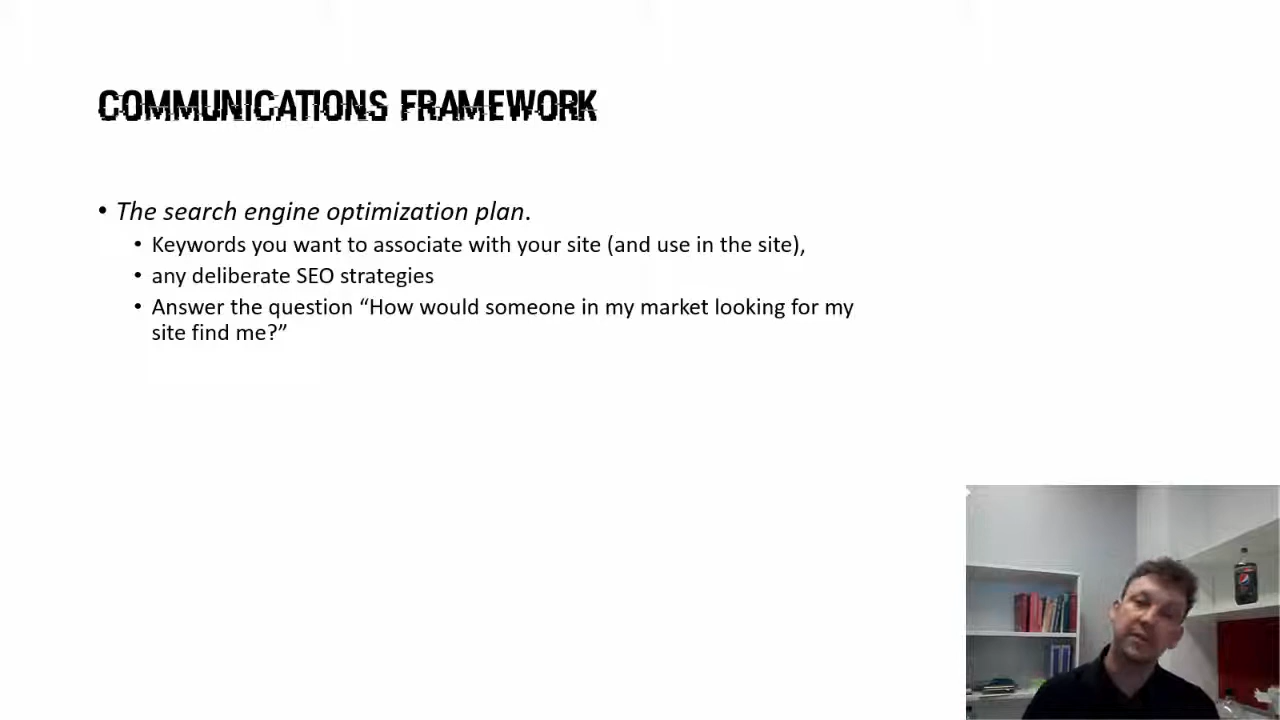 COMMUNICATIONS FRAMEWORK
• The search engine optimization plan.
• Keywords you want to associate with your site (and use in the site),
• any deliberate SEO strategies
• Answer the question “How would someone in my market looking for my
site find me?”